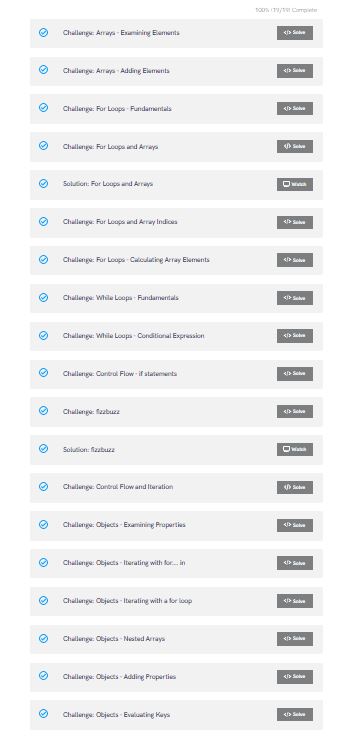 100% (19/19) Complete
Challenge: Arrays - Examining Elements </> Solve
Challenge: Arrays - Adding Elements </> Solve
Challenge: For Loops - Fundamentals </> Solve
Challenge: For Loops and Arrays </> Solve
Solution: For Loops and Arrays Watch
Challenge: For Loops and Array Indices </> Solve
Challenge: For Loops - Calculating Array Elements </> Solve
Challenge: While Loops - Fundamentals </> Solve
Challenge: While Loops - Conditional Expression </> Solve
Challenge: Control Flow - if statements </> Solve
Challenge: fizzbuzz </> Solve
Solution: fizzbuzz Watch
Challenge: Control Flow and Iteration </> Solve
Challenge: Objects - Examining Properties </> Solve
Challenge: Objects - Iterating with for... in </> Solve
Challenge: Objects - Iterating with a for loop </> Solve
Challenge: Objects - Nested Arrays </> Solve
Challenge: Objects - Adding Properties </> Solve
Challenge: Objects - Evaluating Keys </> Solve